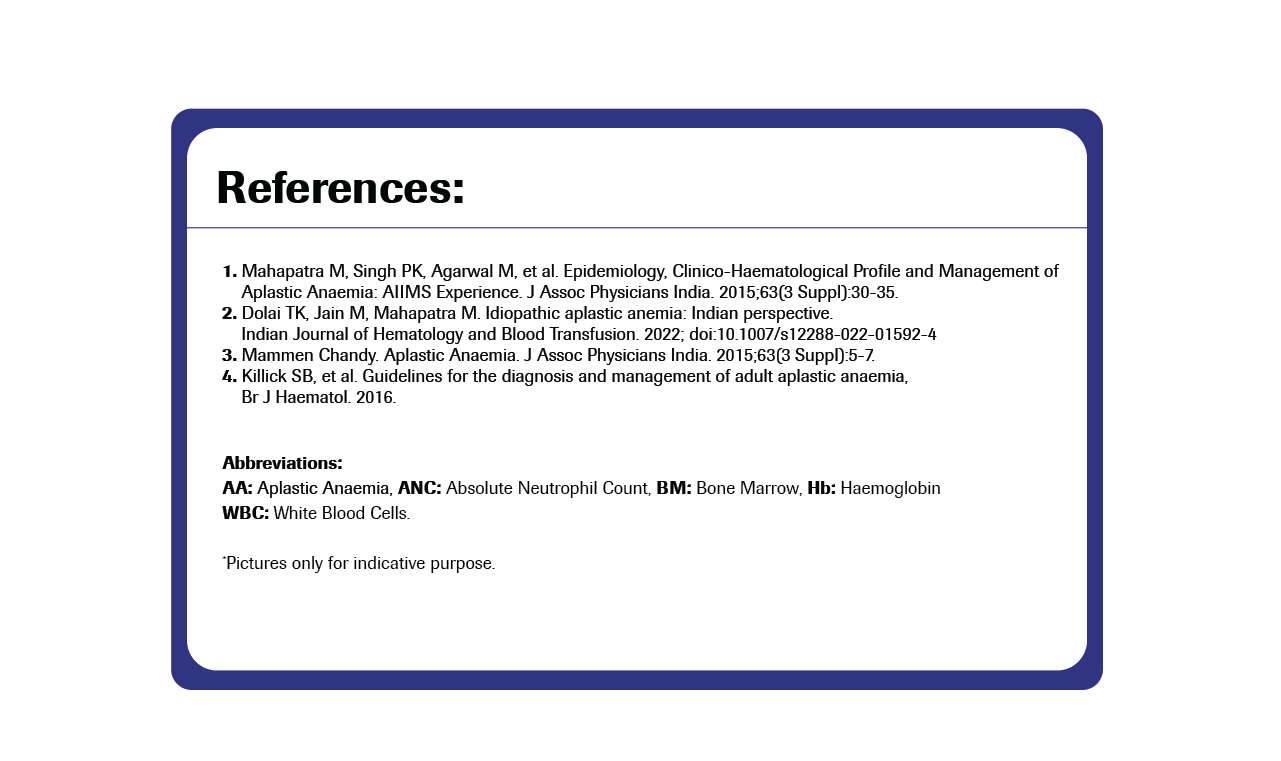 References:
1. Mahapatra M, Singh PK, Agarwal M, et al. Epidemiology, Clinico-Haematological Profile and Management of
Aplastic Anaemia: AIIMS Experience. J Assoc Physicians India. 2015;63(3 Suppl):30-35.
2. Dolai TK, Jain M, Mahapatra M. Idiopathic aplastic anemia: Indian perspective.
Indian Journal of Hematology and Blood Transfusion. 2022; doi:10.1007/s12288-022-01592-4
3. Mammen Chandy. Aplastic Anaemia. J Assoc Physicians India. 2015;63(3 Suppl):5-7.
4. Killick SB, et al. Guidelines for the diagnosis and management of adult aplastic anaemia,
Br J Haematol. 2016.
Abbreviations:
AA: Aplastic Anaemia, ANC: Absolute Neutrophil Count, BM: Bone Marrow, Hb: Haemoglobin
WBC: White Blood Cells.
*Pictures only for indicative purpose.